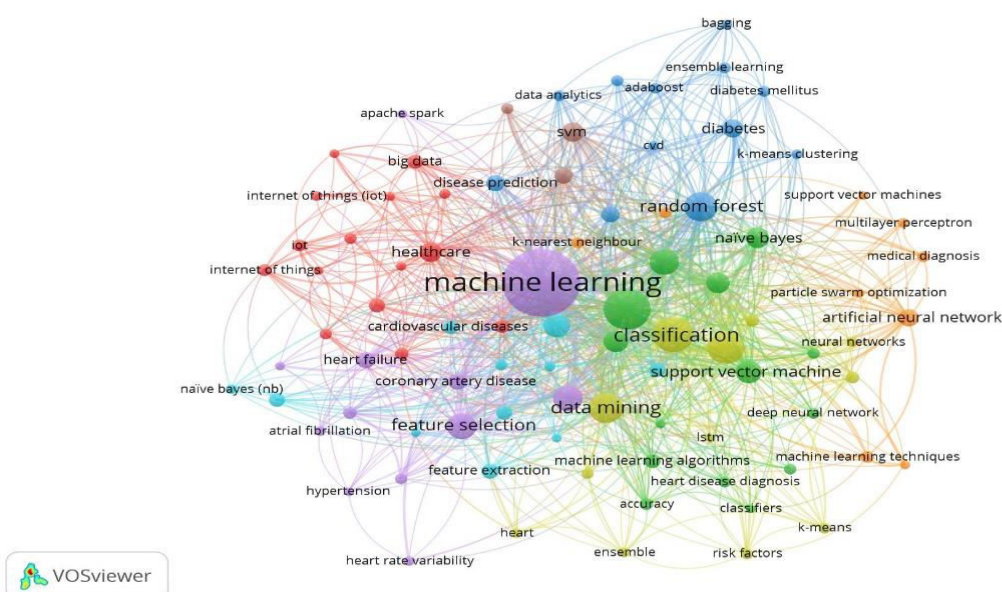 bagging
ensemble learning
adaboost
diabetes mellitus
data analytics
apache spark
svm
diabetes
cvd
k-means clustering
big data
disease prediction
internet of things (iot)
support vector machines
random forest
multilayer perceptron
naïve bayes
iot
k-nearest neighbour
healthcare
medical diagnosis
internet of things
machine learning
particle swarm optimization
artificial neural network
cardiovascular diseases
classification
neural networks
heart failure
support vector machine
coronary artery disease
naïve bayes (nb)
data mining
deep neural network
feature selection
atrial fibrillation
lstm
machine learning techniques
machine learning algorithms
feature extraction
heart disease diagnosis
hypertension
accuracy
classifiers
k-means
heart
ensemble
risk factors
heart rate variability
VOSviewer